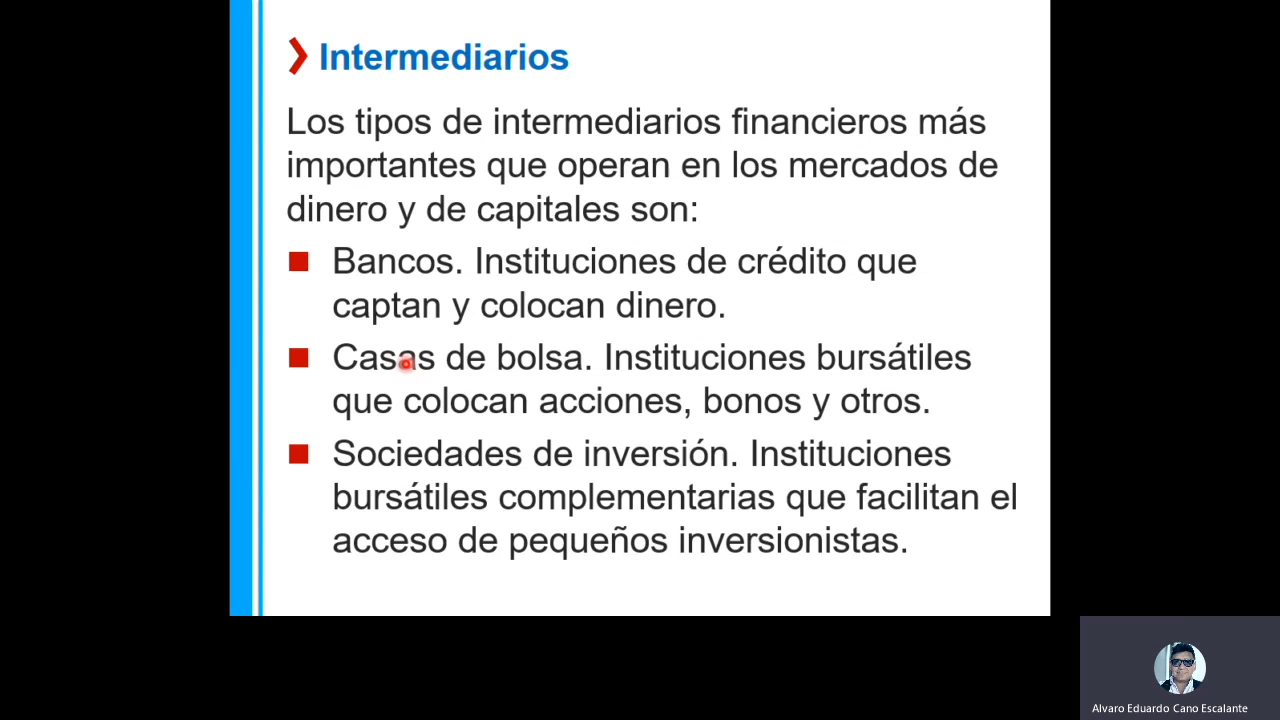 Intermediarios
Los tipos de intermediarios financieros más
importantes que operan en los mercados de
dinero y de capitales son:
Bancos. Instituciones de crédito que
captan y colocan dinero.
Casas de bolsa. Instituciones bursátiles
que colocan acciones, bonos y otros.
Sociedades de inversión. Instituciones
bursátiles complementarias que facilitan el
acceso de pequeños inversionistas.
Alvaro Eduardo Cano Escalante